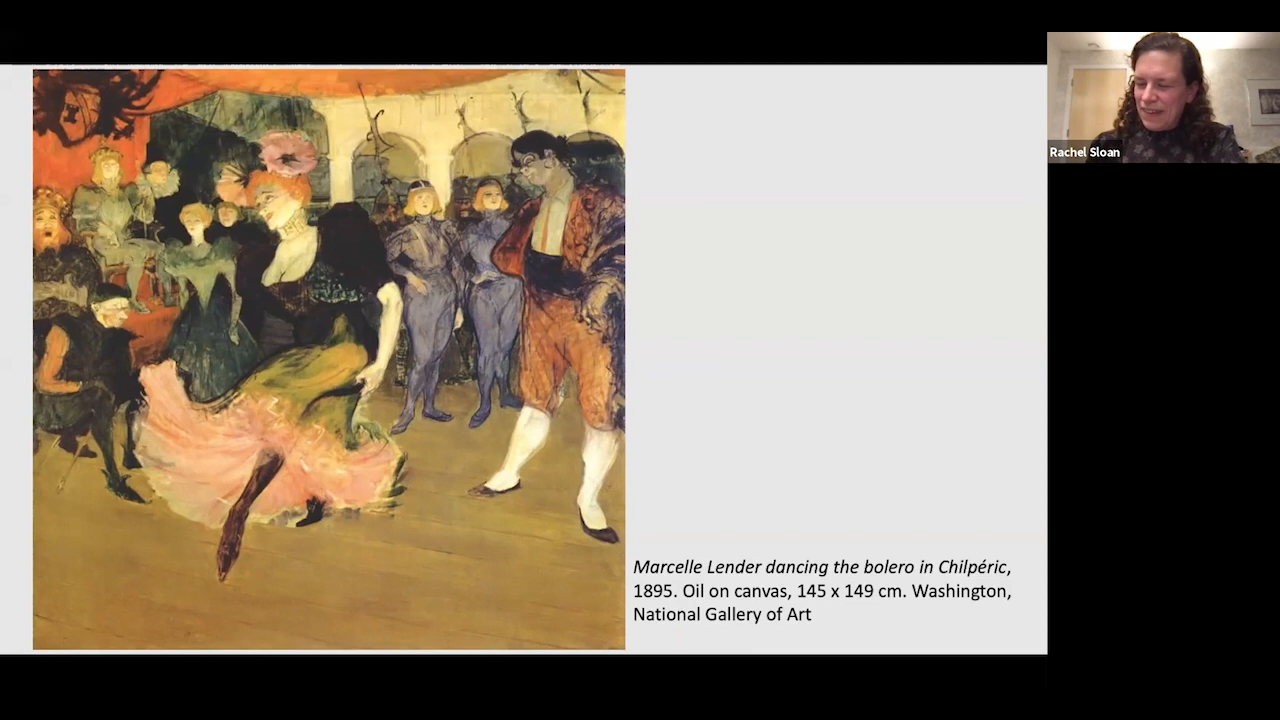 Rachel Sloan
Marcelle Lender dancing the bolero in Chilpéric,
1895. Oil on canvas, 145 x 149 cm. Washington,
National Gallery of Art